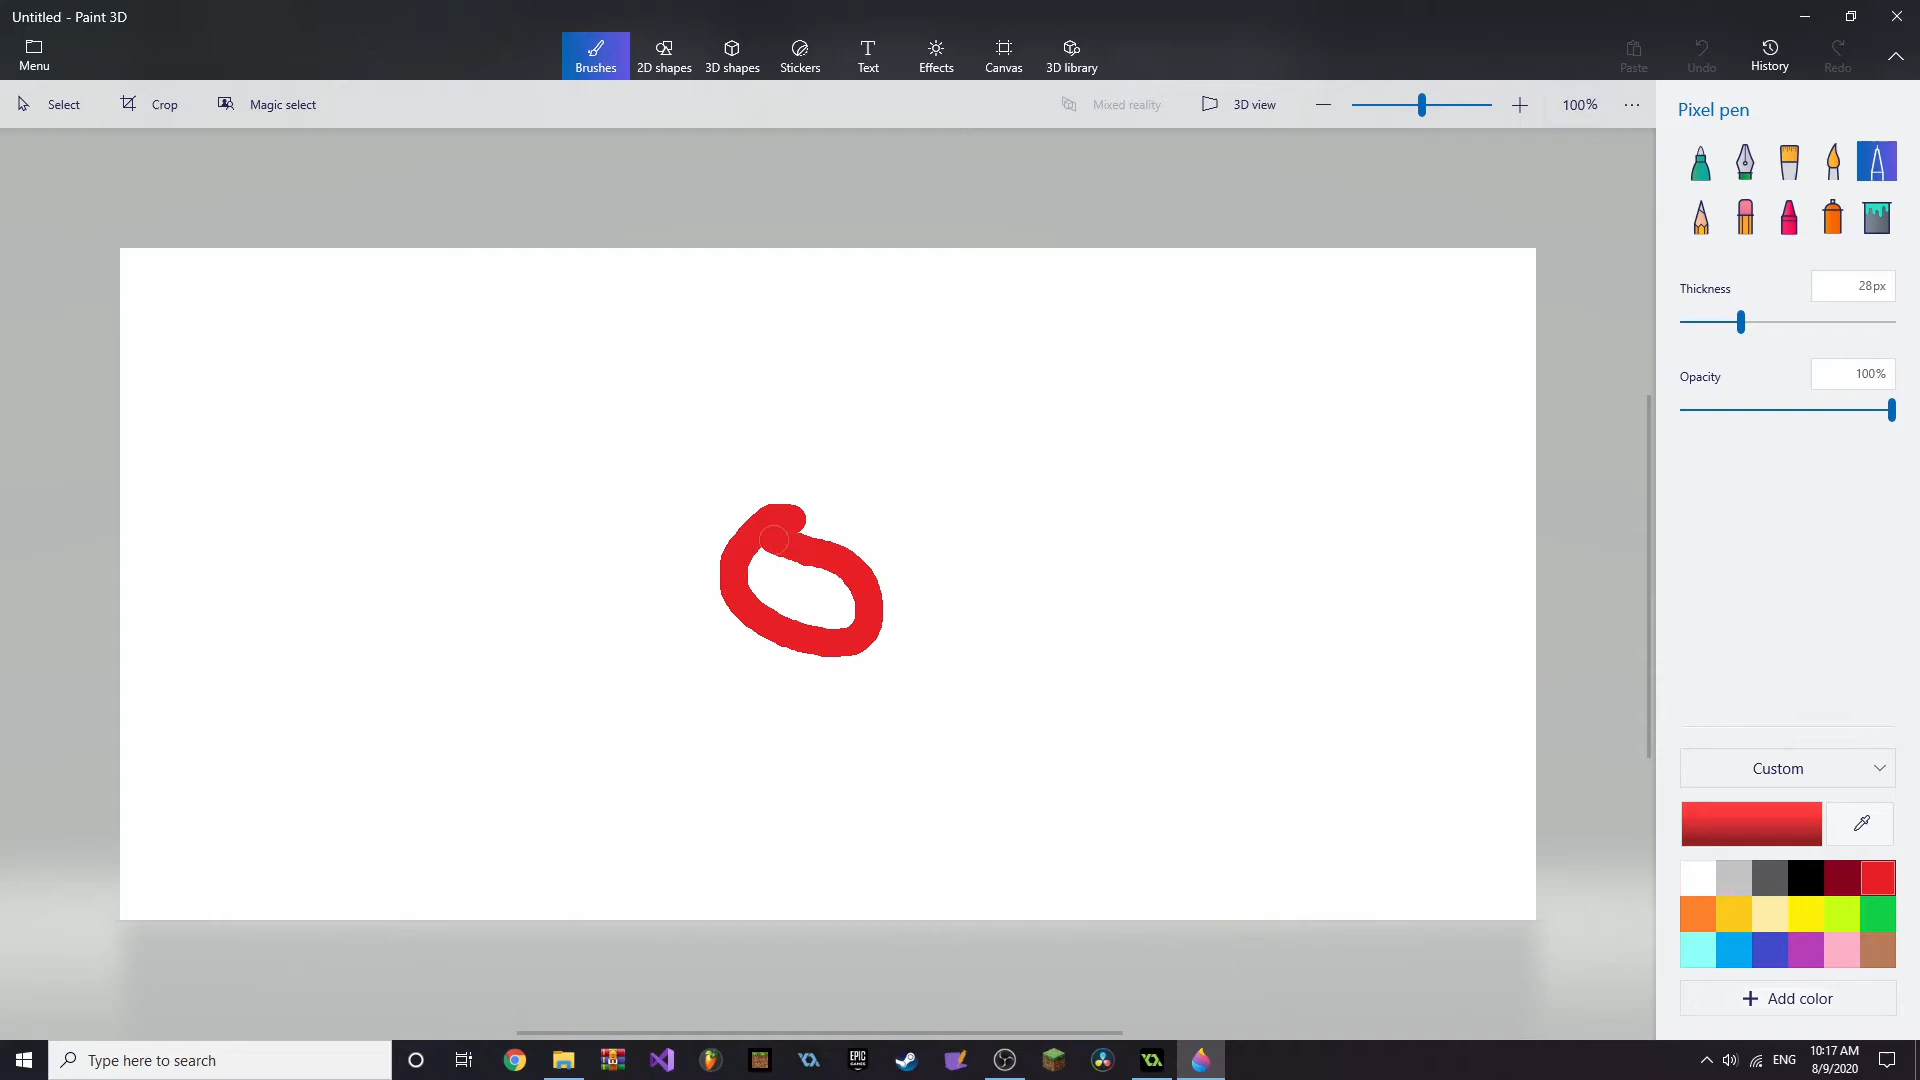 Untitled - Paint 3D
Menu
Brushes
2D shapes
3D shapes
Stickers
Text
Effects
Canvas
3D library
Paste
Undo
History
Redo
Select
Crop
Magic select
Mixed reality
3D view
100%
Pixel pen
Thickness
28px
Opacity
100%
Custom
Add color
Type here to search
EPIC
GAMES
ENG
10:17 AM
8/9/2020